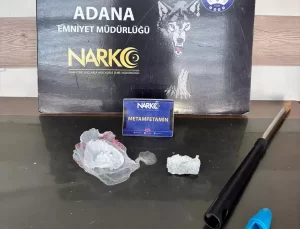 ADANA
EMNİYET MÜDÜRLÜĞÜ
NARKO
NARKO
METAMFETAMİN